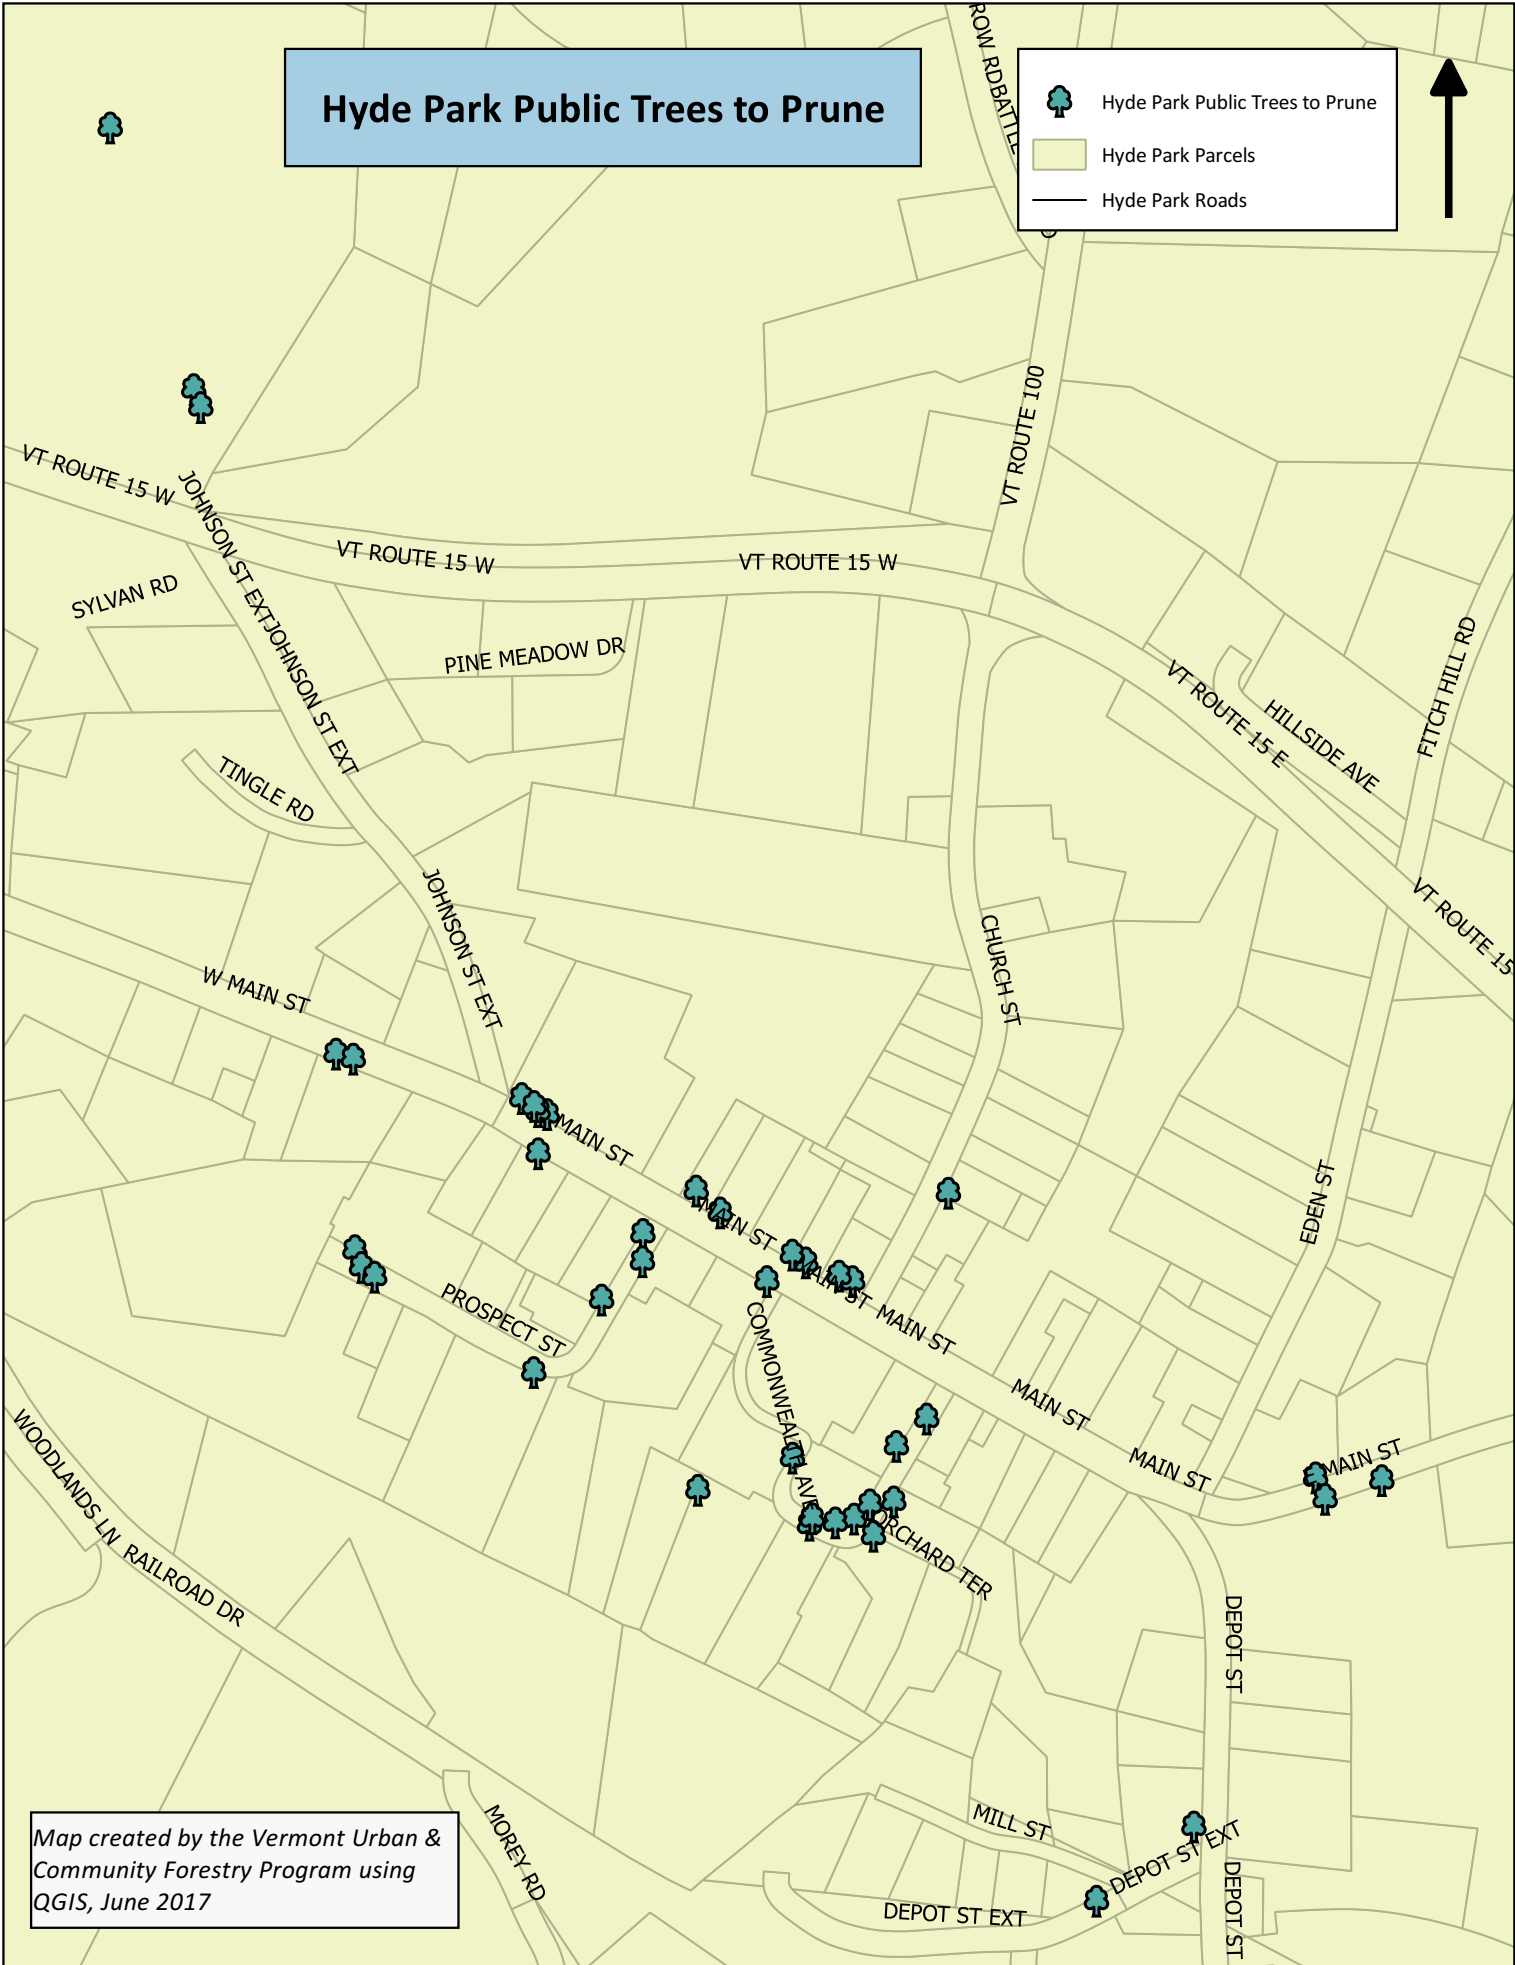 Hyde Park Public Trees to Prune
ROW RD
BATTLE
Hyde Park Public Trees to Prune
Hyde Park Parcels
Hyde Park Roads
VT ROUTE 100
VT ROUTE 15 W
JOHNSON ST EXT
VT ROUTE 15 W
VT ROUTE 15 W
SYLVAN RD
JOHNSON ST EXT
PINE MEADOW DR
FITCH HILL RD
VT ROUTE 15 E
HILLSIDE AVE
TINGLE RD
JOHNSON ST EXT
VT ROUTE 15
CHURCH ST
W MAIN ST
MAIN ST
EDEN ST
MAIN ST
MAIN ST
MAIN ST
PROSPECT ST
COMMONWEALTH AVE
MAIN ST
MAIN ST
MAIN ST
WOODLANDS LN
RAILROAD DR
ORCHARD TER
DEPOT ST
MILL ST
MOREY RD
DEPOT ST EXT
DEPOT ST EXT
DEPOT ST
Map created by the Vermont Urban &
Community Forestry Program using
QGIS, June 2017